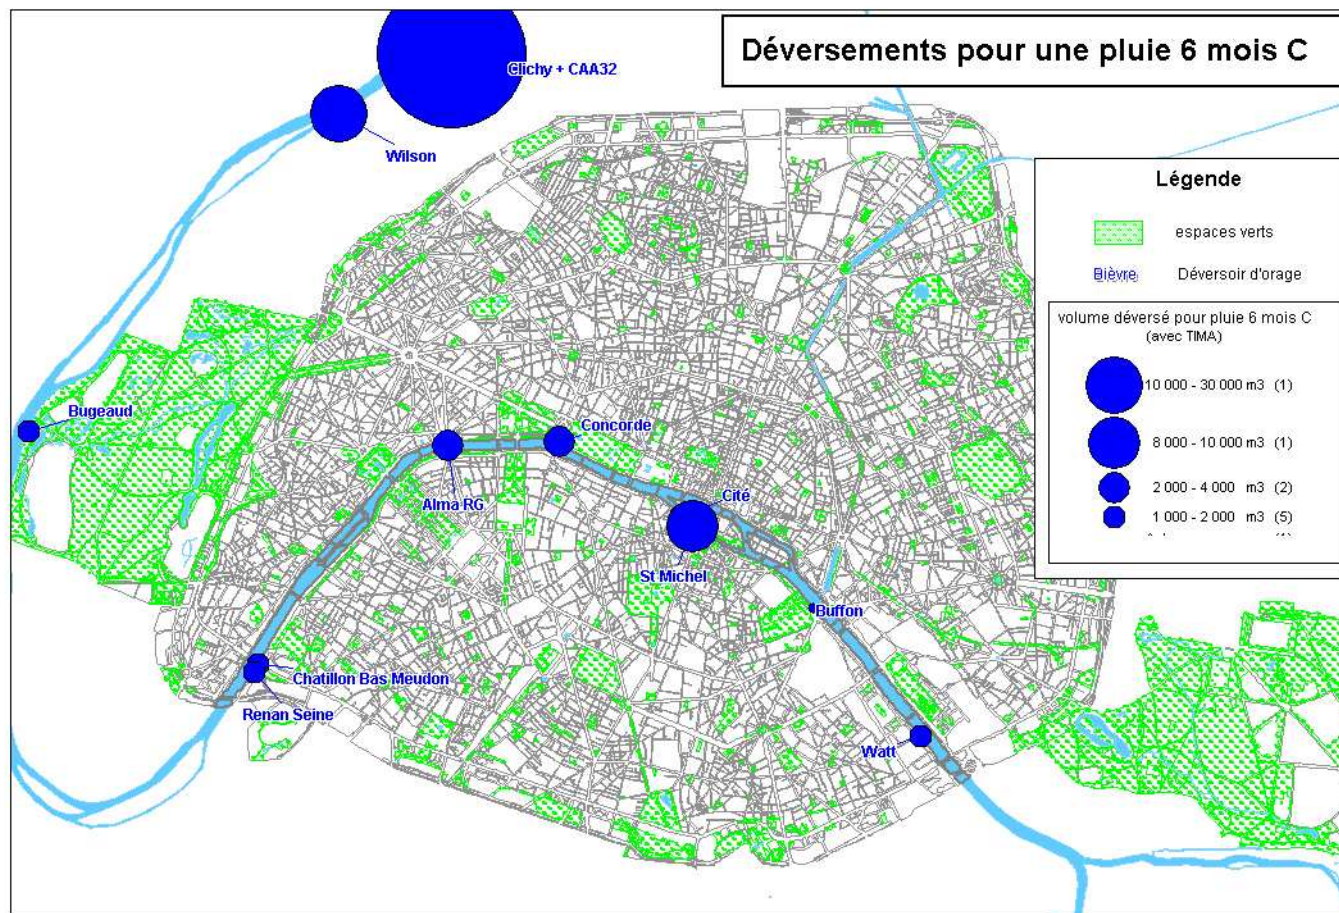 Déversements pour une pluie 6 mois C
Clichy + CAA32
Wilson
Légende
espaces verts
Bièvre Déversoir d'orage
volume déversé pour pluie 6 mois C
(avec TIMA)
10 000 - 30 000 m3 (1)
8 000 - 10 000 m3 (1)
2 000 - 4 000 m3 (2)
1 000 - 2 000 m3 (5)
Bugeaud
Concorde
Alma RG
Cité
St Michel
Buffon
Chatillon Bas Meudon
Renan Seine
Watt